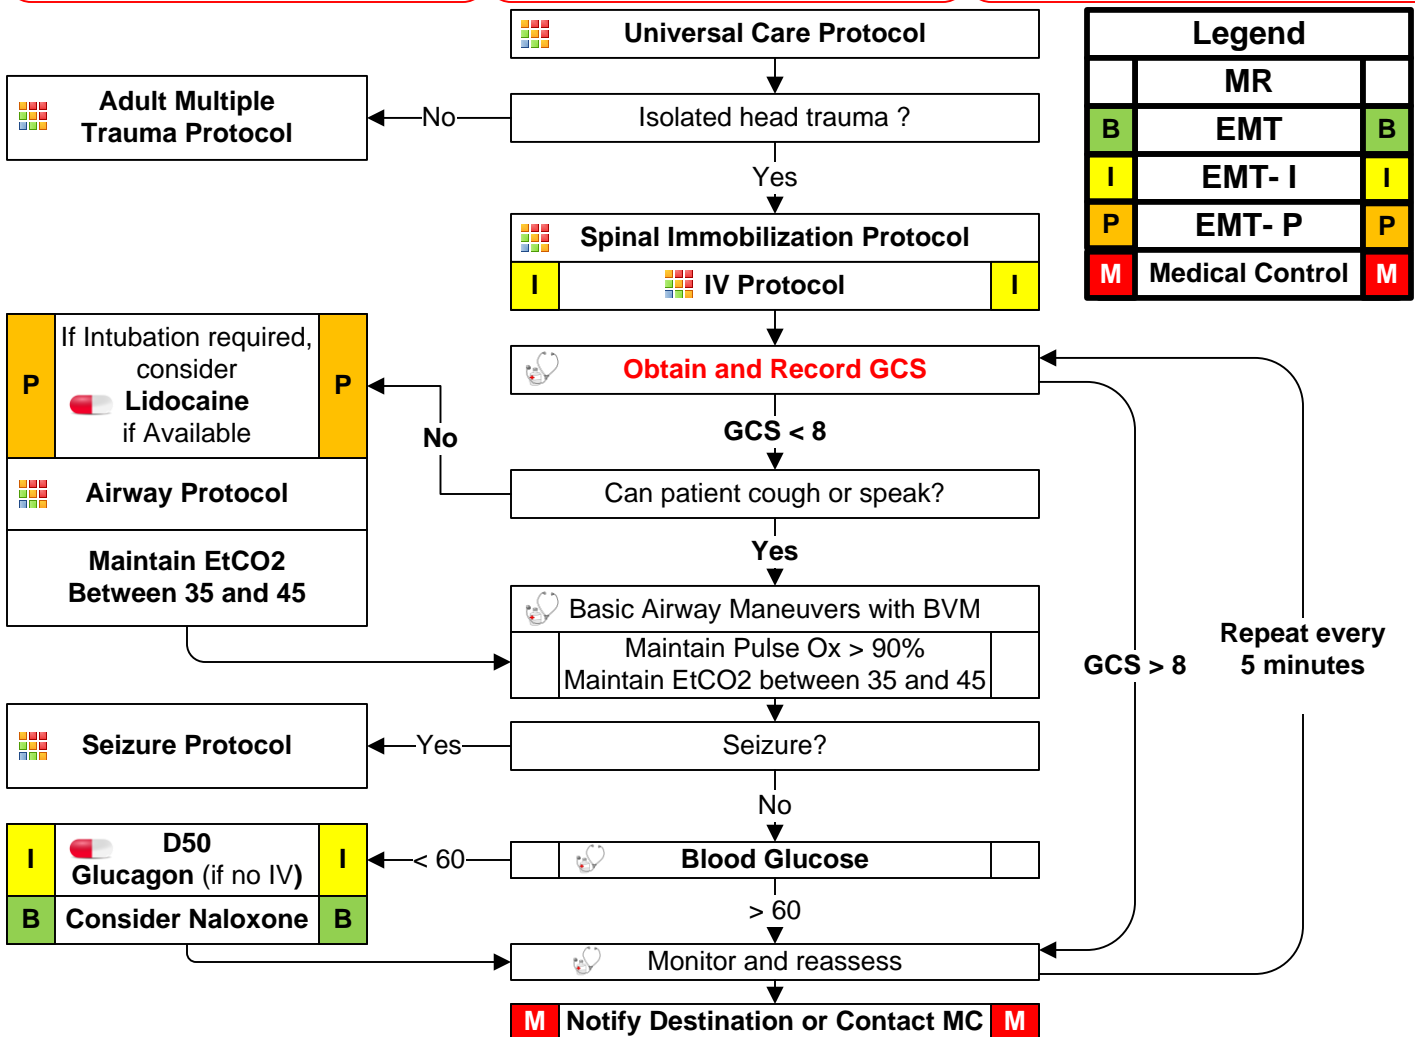 Universal Care Protocol
Legend
MR
B EMT B
I EMT- I I
P EMT- P P
M Medical Control M
Adult Multiple
Trauma Protocol
No
Isolated head trauma ?
Yes
Spinal Immobilization Protocol
I IV Protocol I
P If Intubation required, P
consider
Lidocaine
if Available
Obtain and Record GCS
No
GCS < 8
Airway Protocol
Can patient cough or speak?
Maintain EtCO2
Between 35 and 45
Yes
Basic Airway Maneuvers with BVM
Maintain Pulse Ox > 90%
Maintain EtCO2 between 35 and 45
GCS > 8
Repeat every
5 minutes
Seizure Protocol
Yes
Seizure?
No
I D50 I
Glucagon (if no IV)
B Consider Naloxone B
< 60
Blood Glucose
> 60
Monitor and reassess
M Notify Destination or Contact MC M